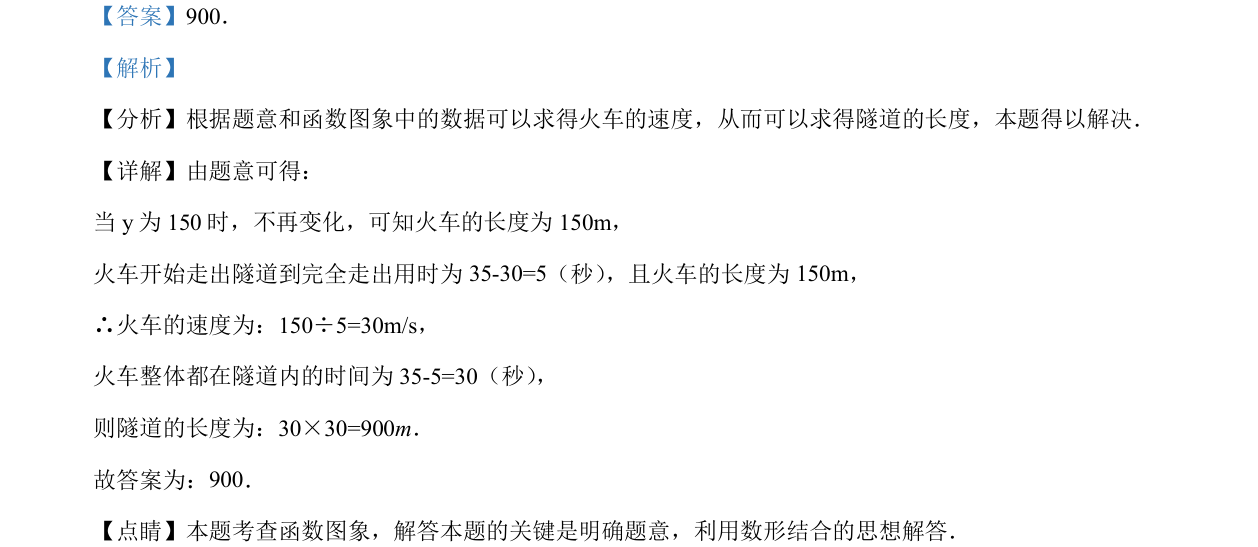 【答案】900．
【解析】
【分析】根据题意和函数图象中的数据可以求得火车的速度，从而可以求得隧道的长度，本题得以解决．
【详解】由题意可得：
当 y 为 150 时，不再变化，可知火车的长度为 150m，
火车开始走出隧道到完全走出用时为 35-30=5（秒），且火车的长度为 150m，
∴火车的速度为：150÷5=30m/s，
火车整体都在隧道内的时间为 35-5=30（秒），
则隧道的长度为：30×30=900m．
故答案为：900．
【点睛】本题考查函数图象，解答本题的关键是明确题意，利用数形结合的思想解答．